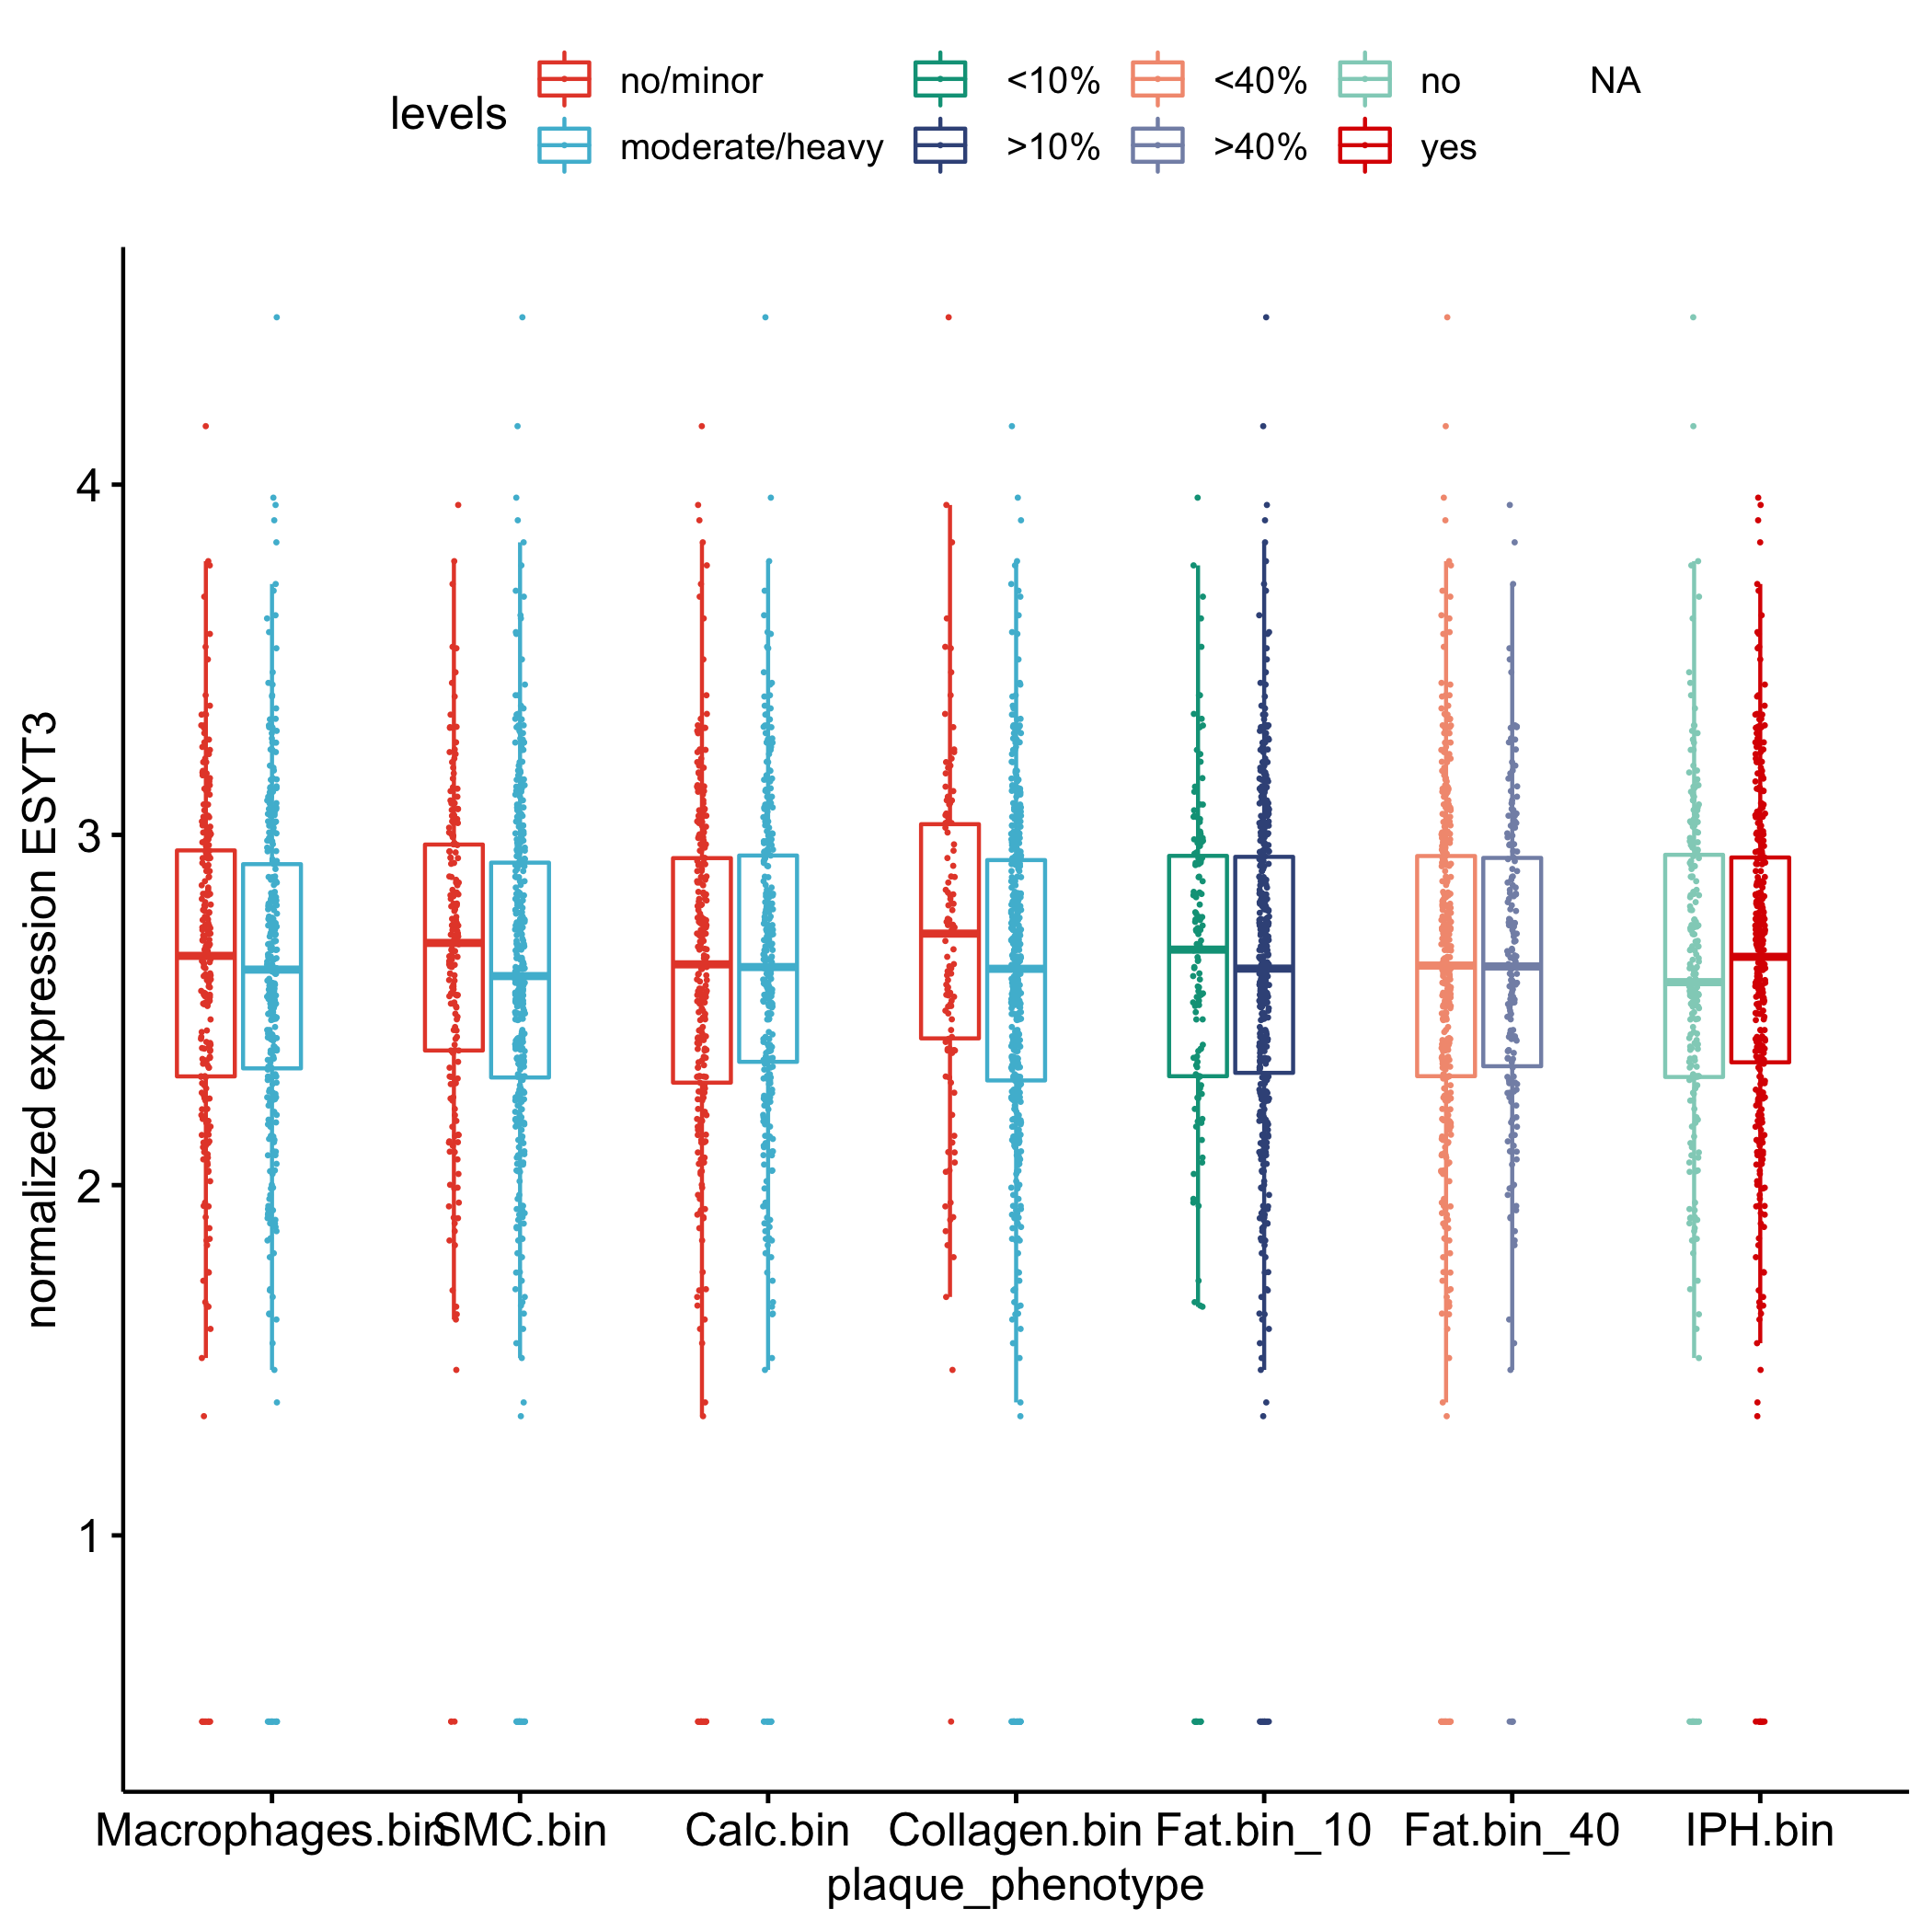 levels
no/minor <10% <40% no NA
moderate/heavy >10% >40% yes
normalized expression ESYT3
4
3
2
1
Macrophages.bin SMC.bin Calc.bin Collagen.bin Fat.bin_10 Fat.bin_40 IPH.bin
plaque_phenotype